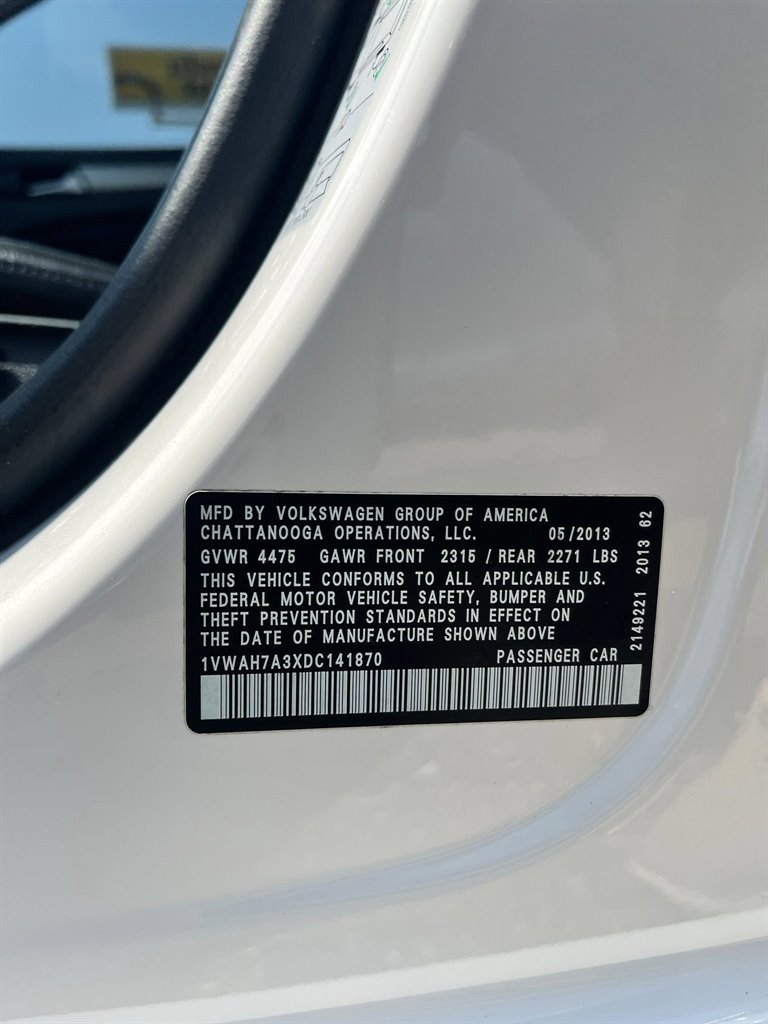 MFD BY VOLKSWAGEN GROUP OF AMERICA
CHATTANOOGA OPERATIONS, LLC. 05/2013
GVWR 4475 GAWR FRONT 2315 / REAR 2271 LBS
THIS VEHICLE CONFORMS TO ALL APPLICABLE U.S.
FEDERAL MOTOR VEHICLE SAFETY, BUMPER AND
THEFT PREVENTION STANDARDS IN EFFECT ON
THE DATE OF MANUFACTURE SHOWN ABOVE
1VWAH7A3XDC141870 PASSENGER CAR
2149221 2013 62